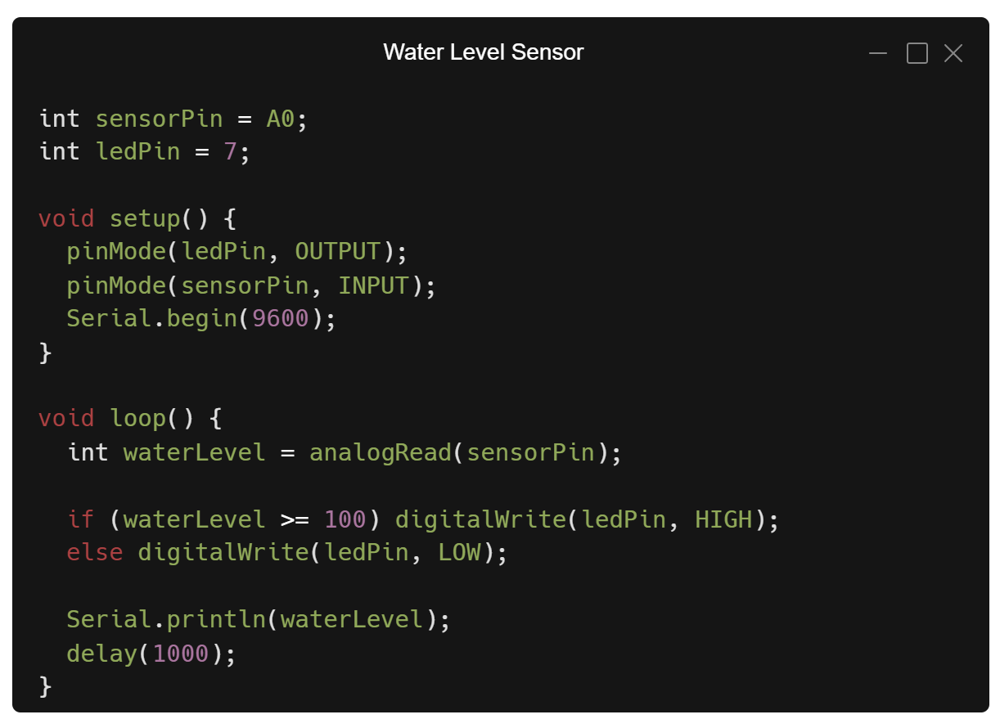 Water Level Sensor
int sensorPin = A0;
int ledPin = 7;
void setup() {
  pinMode(ledPin, OUTPUT);
  pinMode(sensorPin, INPUT);
  Serial.begin(9600);
}
void loop() {
  int waterLevel = analogRead(sensorPin);
  if (waterLevel >= 100) digitalWrite(ledPin, HIGH);
  else digitalWrite(ledPin, LOW);
  Serial.println(waterLevel);
  delay(1000);
}